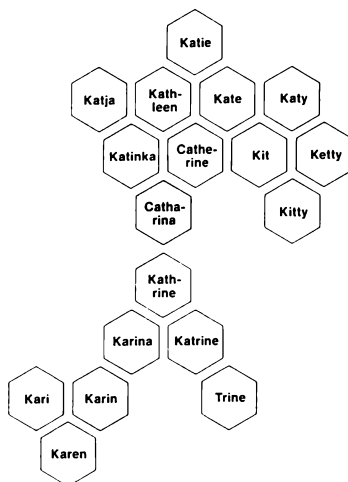 Katie
Katja
Kath-
leen
Kate
Katy
Katinka
Cathe-
rine
Kit
Ketty
Catha-
rina
Kitty
Kath-
rine
Karina
Katrine
Kari
Karin
Trine
Karen